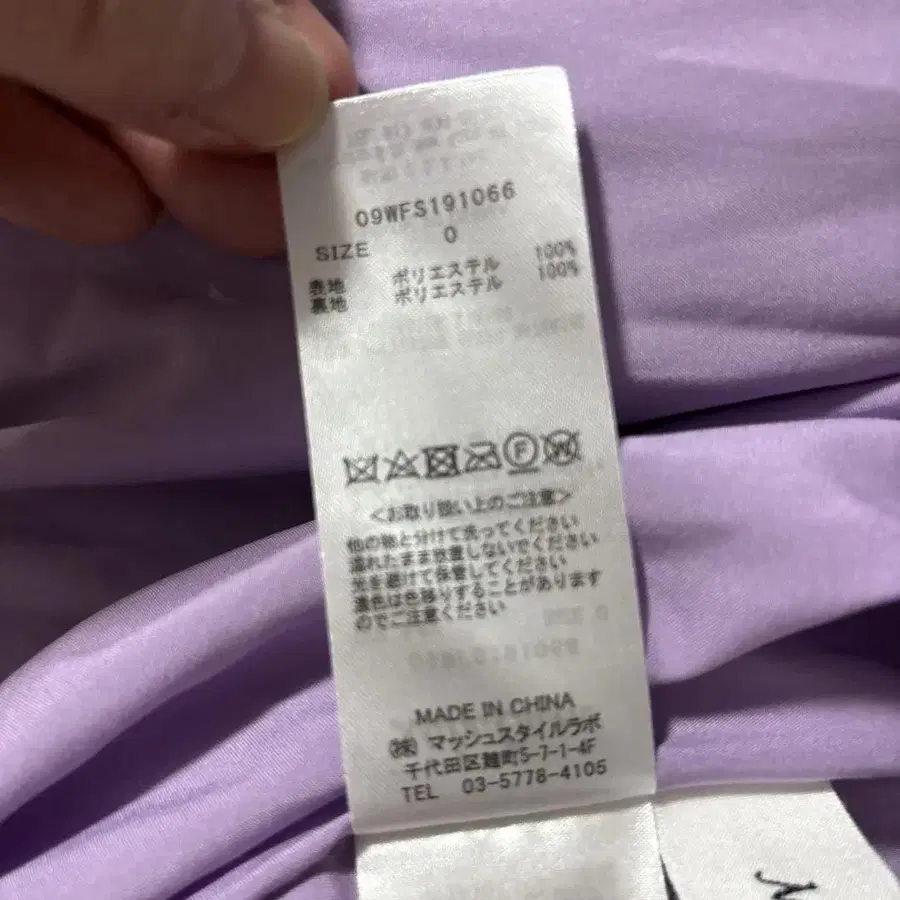 09WFS191066
SIZE 0
表地 ポリエステル 100%
裏地 ポリエステル 100%
F W
<お取り扱い上のご注意>
他の物と分けて洗ってください
濡れたまま放置しないでください
光を避けて保管してください
濃色は色移りすることがあります
のでご注意ください
MADE IN CHINA
(株) マッシュスタイルラボ
千代田区麹町5-7-1-4F
TEL 03-5778-4105